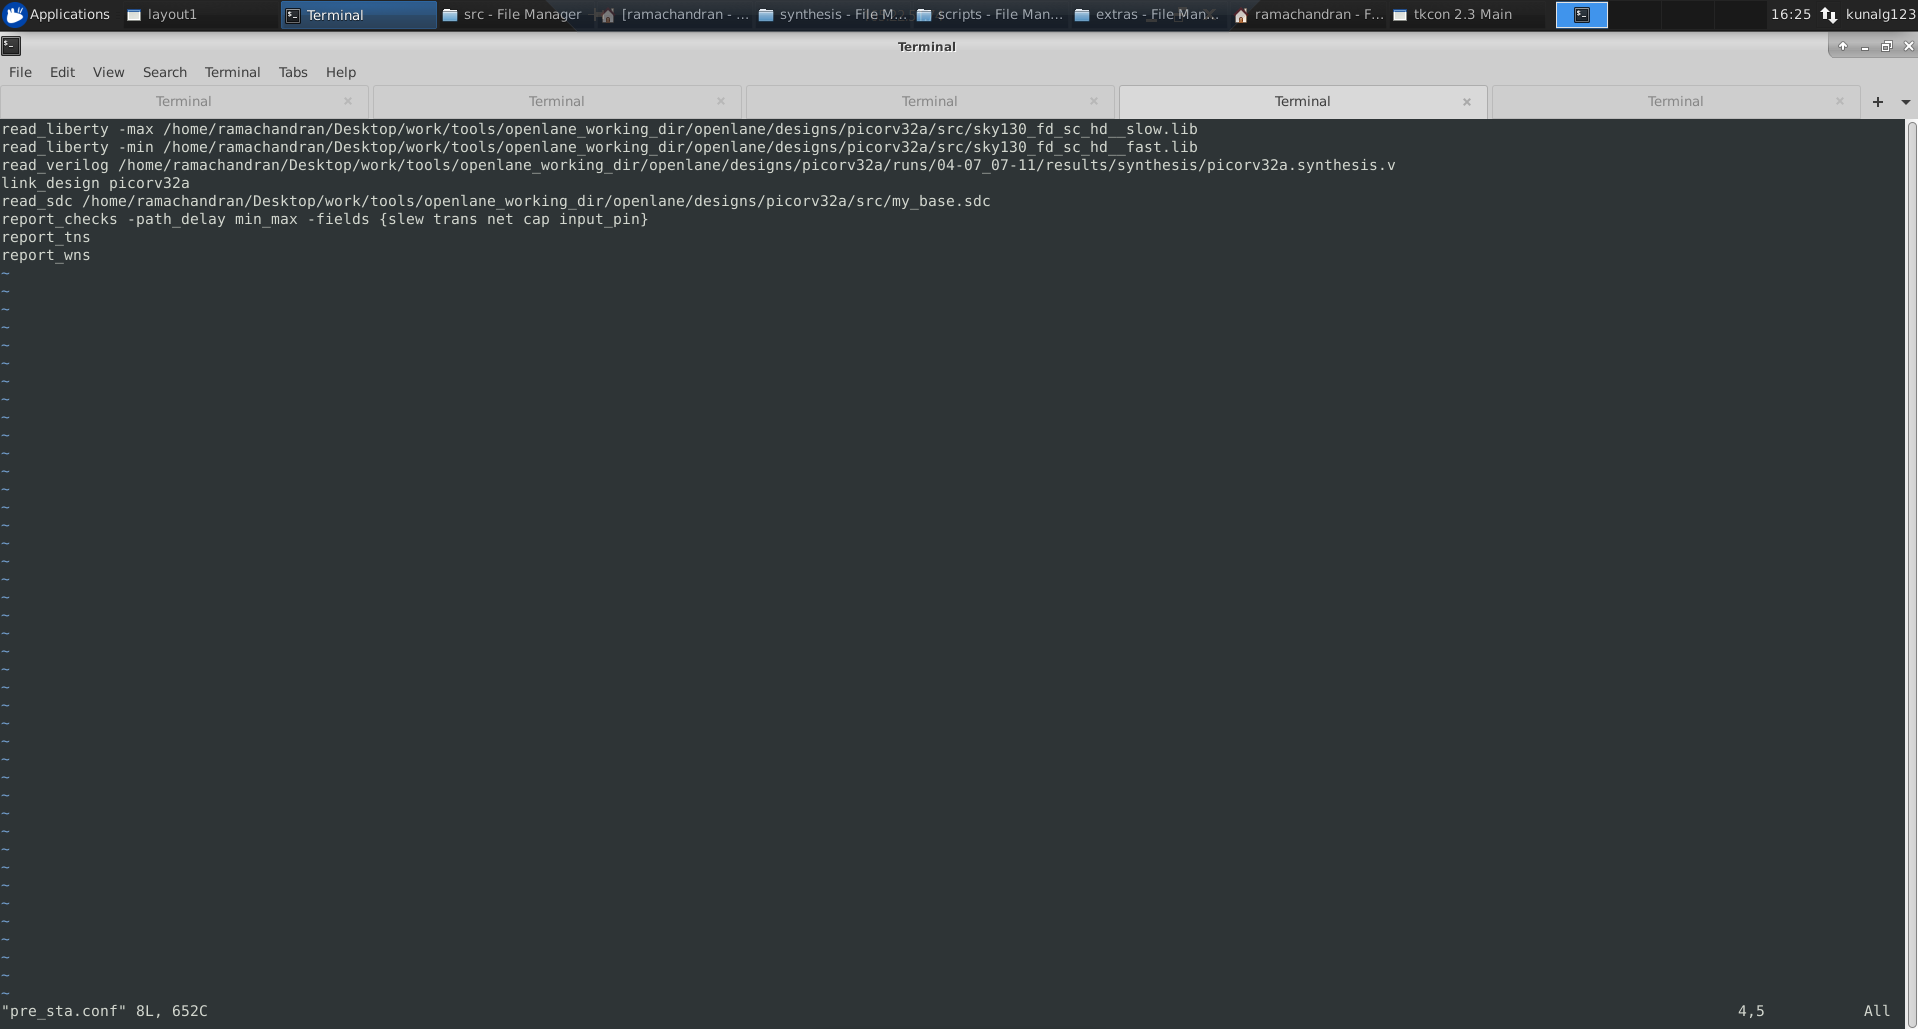 Applications layout1 Terminal src - File Manager [ramachandran - ... synthesis - File M... scripts - File Man... extras - File Man... ramachandran - F... tkcon 2.3 Main 16:25 kunalg123
Terminal
File Edit View Search Terminal Tabs Help
Terminal Terminal Terminal Terminal Terminal
read_liberty -max /home/ramachandran/Desktop/work/tools/openlane_working_dir/openlane/designs/picorv32a/src/sky130_fd_sc_hd__slow.lib
read_liberty -min /home/ramachandran/Desktop/work/tools/openlane_working_dir/openlane/designs/picorv32a/src/sky130_fd_sc_hd__fast.lib
read_verilog /home/ramachandran/Desktop/work/tools/openlane_working_dir/openlane/designs/picorv32a/runs/04-07_07-11/results/synthesis/picorv32a.synthesis.v
link_design picorv32a
read_sdc /home/ramachandran/Desktop/work/tools/openlane_working_dir/openlane/designs/picorv32a/src/my_base.sdc
report_checks -path_delay min_max -fields {slew trans net cap input_pin}
report_tns
report_wns
"pre_sta.conf" 8L, 652C 4,5 All